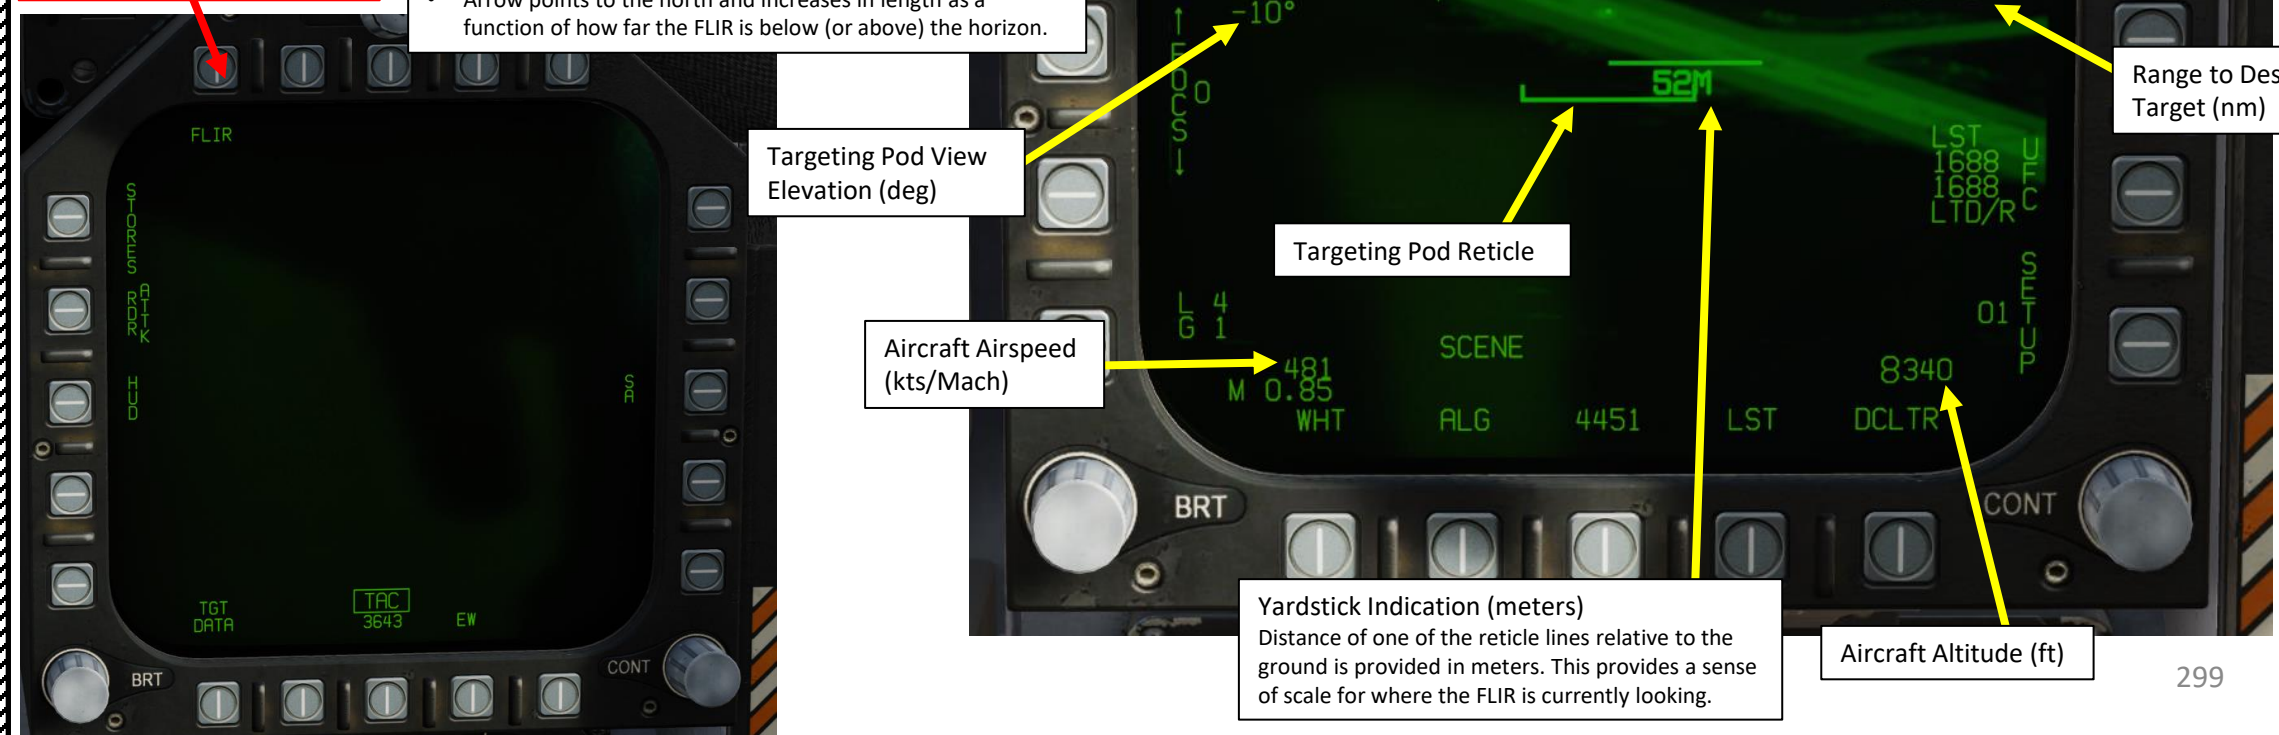 Arrow points to the north and increases in length as a
function of how far the FLIR is below (or above) the horizon.
FLIR
STORES
ATTK
RDR
HUD
SA
TGT
DATA
TAC
3643
EW
BRT
CONT
-10°
↑
FOCS
↓
0
52M
Range to Des
Target (nm)
Targeting Pod View
Elevation (deg)
LST
1688
1688
LTD/R
UFC
Targeting Pod Reticle
SETUP
01
L 4
G 1
Aircraft Airspeed
(kts/Mach)
481
M 0.85
SCENE
8340
WHT
ALG
4451
LST
DCLTR
BRT
CONT
Yardstick Indication (meters)
Distance of one of the reticle lines relative to the
ground is provided in meters. This provides a sense
of scale for where the FLIR is currently looking.
Aircraft Altitude (ft)
299